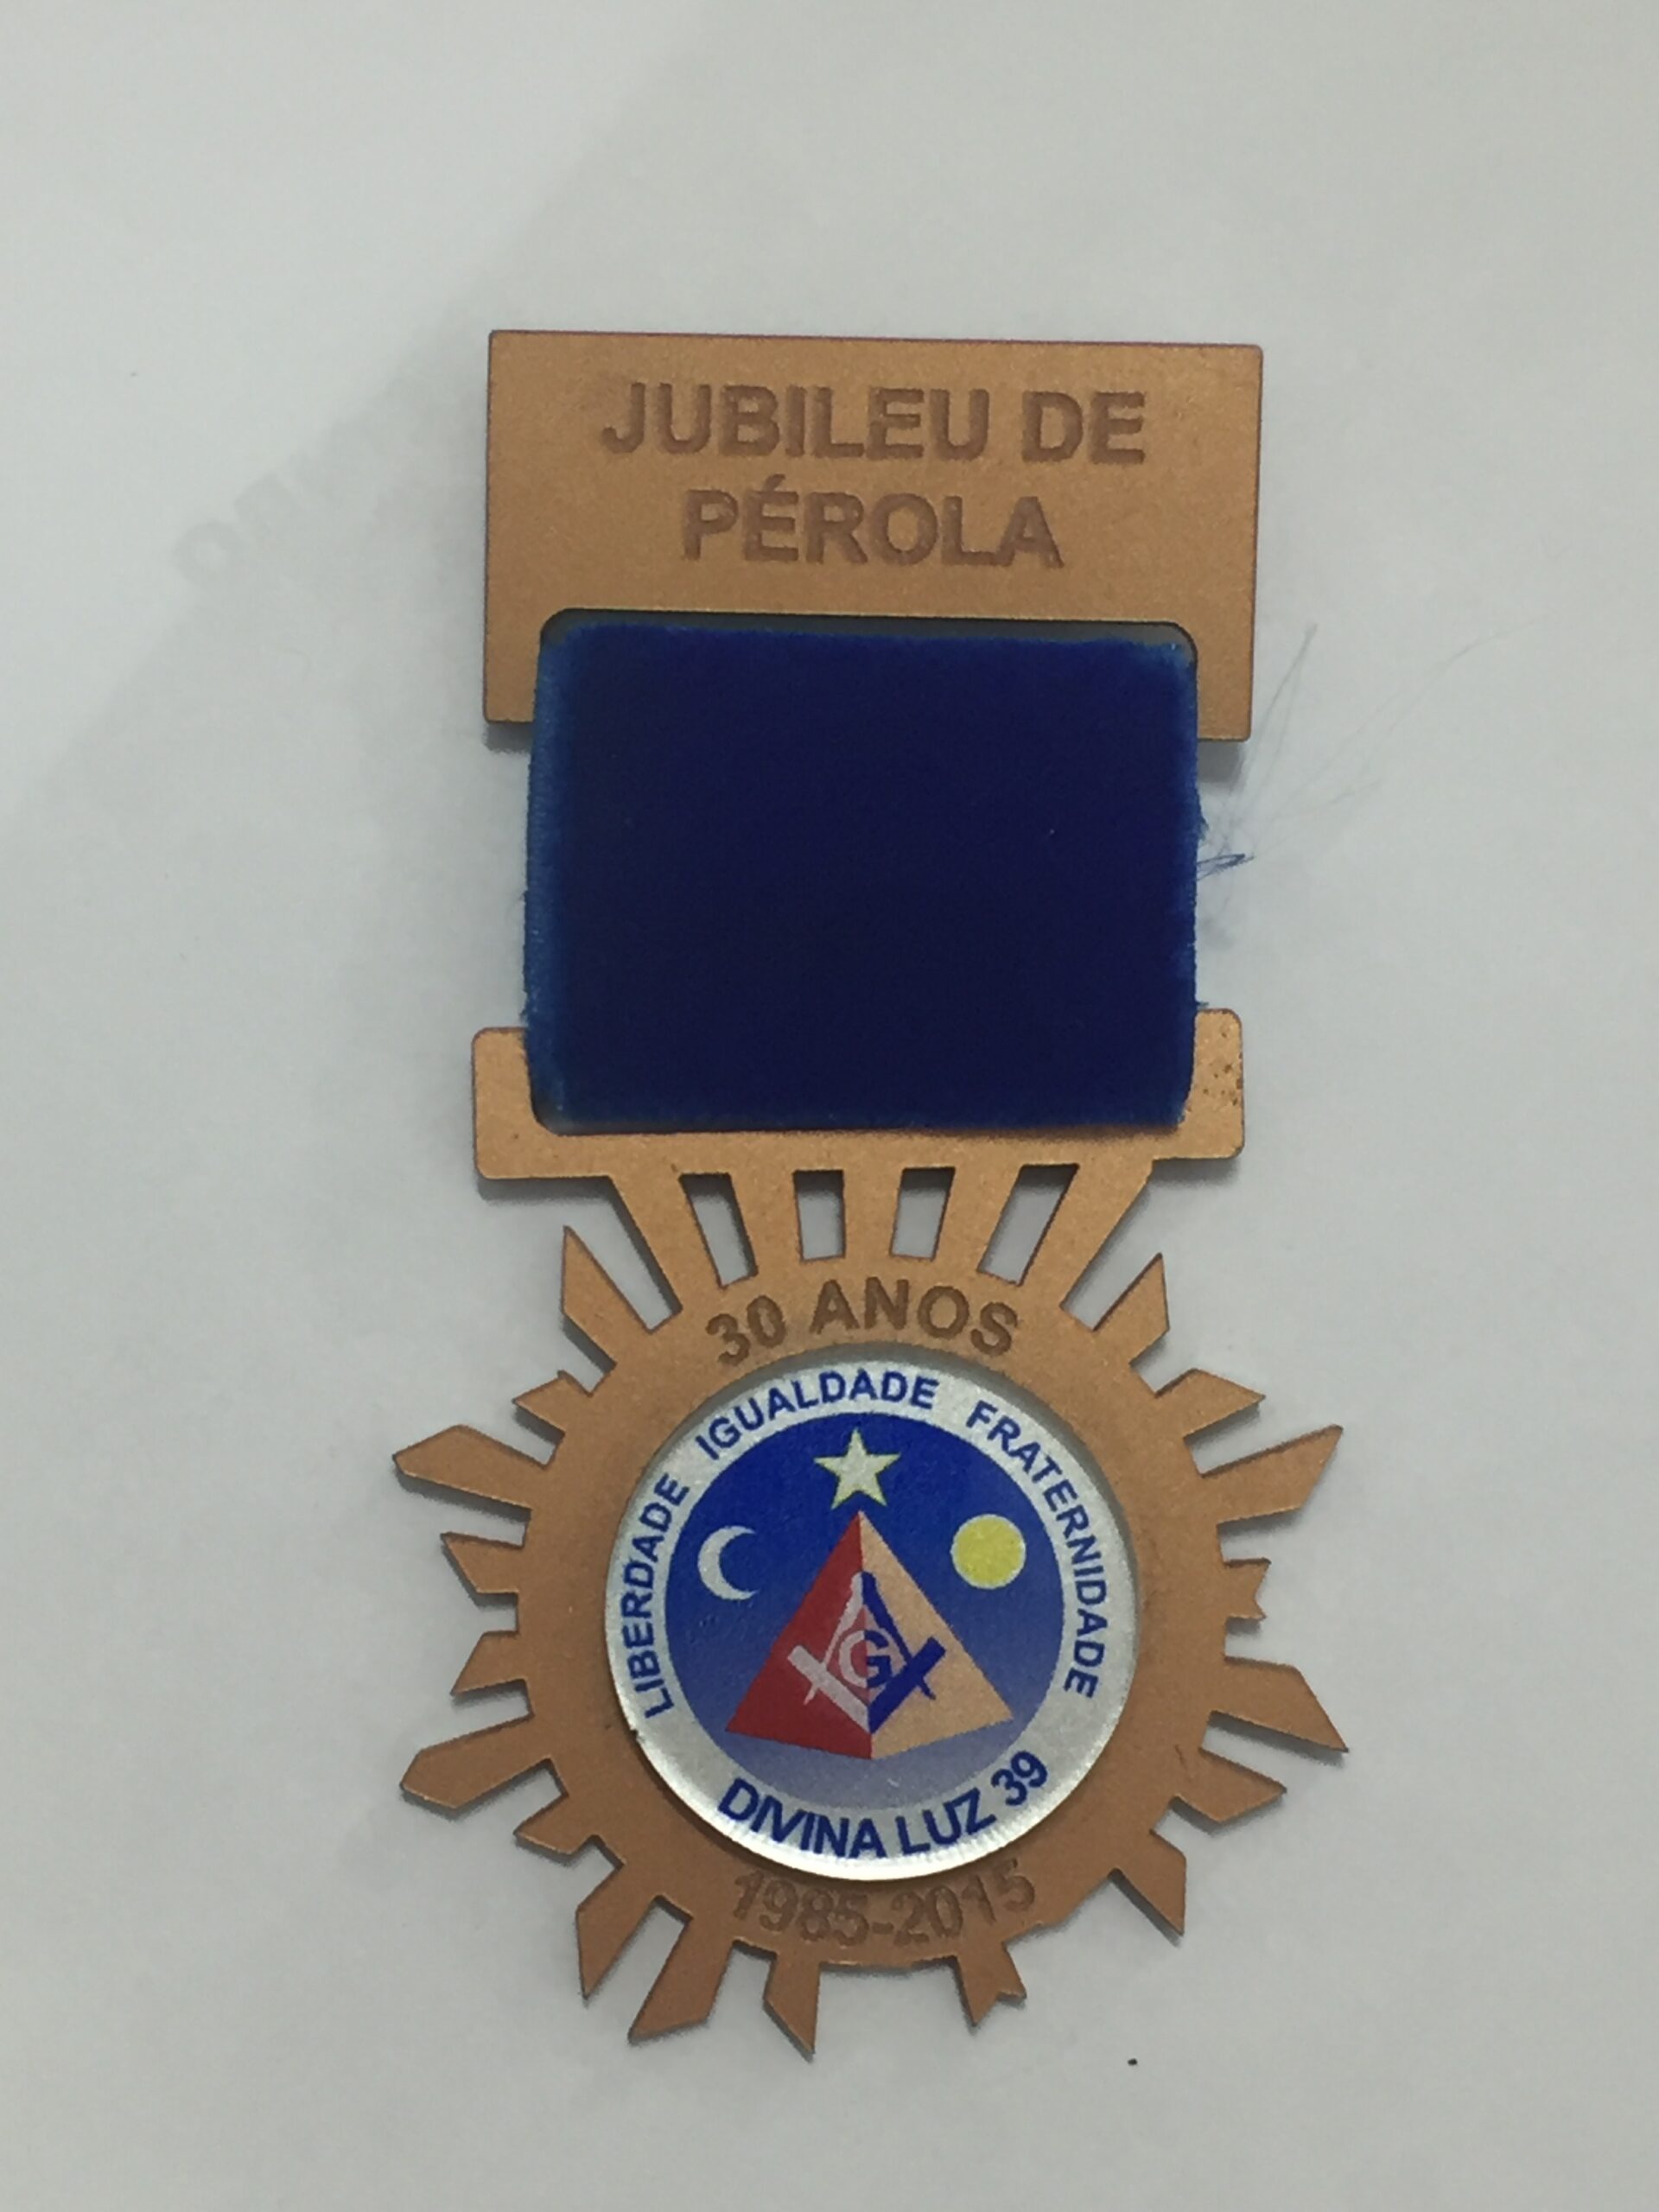 JUBILEU DE
PÉROLA
30 ANOS
LIBERDADE IGUALDADE FRATERNIDADE
G
DIVINA LUZ 39
1985-2015